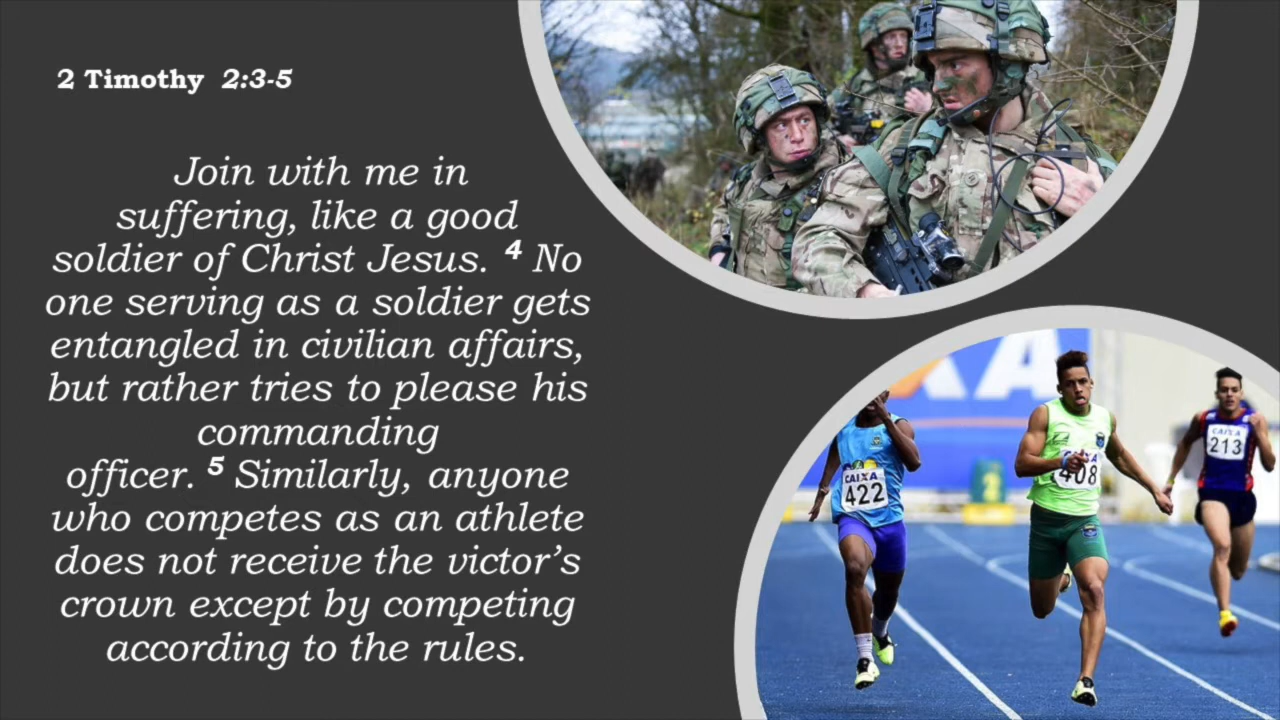 2 Timothy 2:3-5
Join with me in
suffering, like a good
soldier of Christ Jesus. 4 No
one serving as a soldier gets
entangled in civilian affairs,
but rather tries to please his
commanding
officer. 5 Similarly, anyone
who competes as an athlete
does not receive the victor’s
crown except by competing
according to the rules.
XA
2
CAIXA
422
CAIXA
408
CAIXA
213